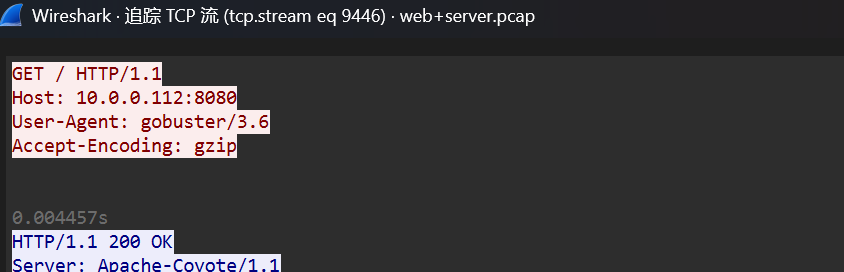 Wireshark · 追踪 TCP 流 (tcp.stream eq 9446) · web+server.pcap
GET / HTTP/1.1
Host: 10.0.0.112:8080
User-Agent: gobuster/3.6
Accept-Encoding: gzip
0.004457s
HTTP/1.1 200 OK
Server: Apache-Coyote/1.1